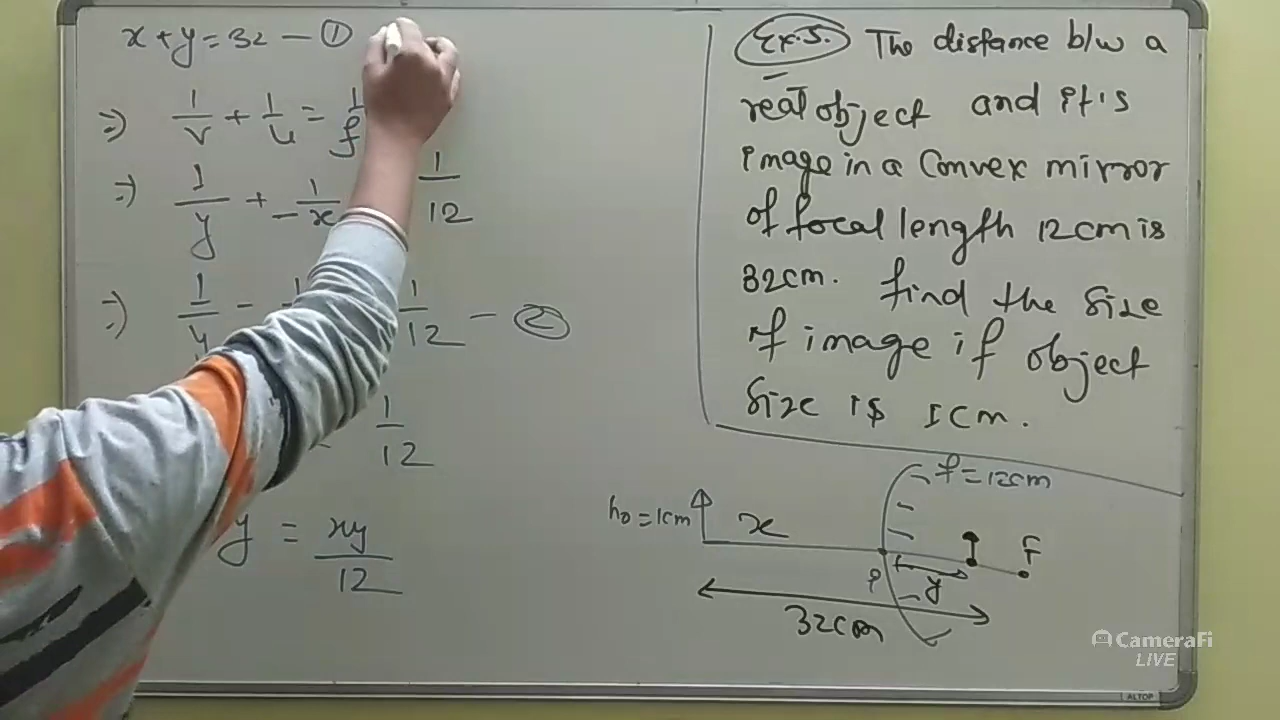 x + y = 32 — ①
⇒ 1/v + 1/u = 1/f
⇒ 1/y + 1/-x 1/12
⇒ 1/y - 1 1/12 — ②
1/12
y = xy/12
Ex.5. The distance b/w a
real object and it's
image in a Convex mirror
of focal length 12cm is
32cm. find the size
of image if object
size is 1cm.
f = 12cm
h₀ = 1cm
x
F
P
y
32cm
CameraFi
LIVE
ALTOP